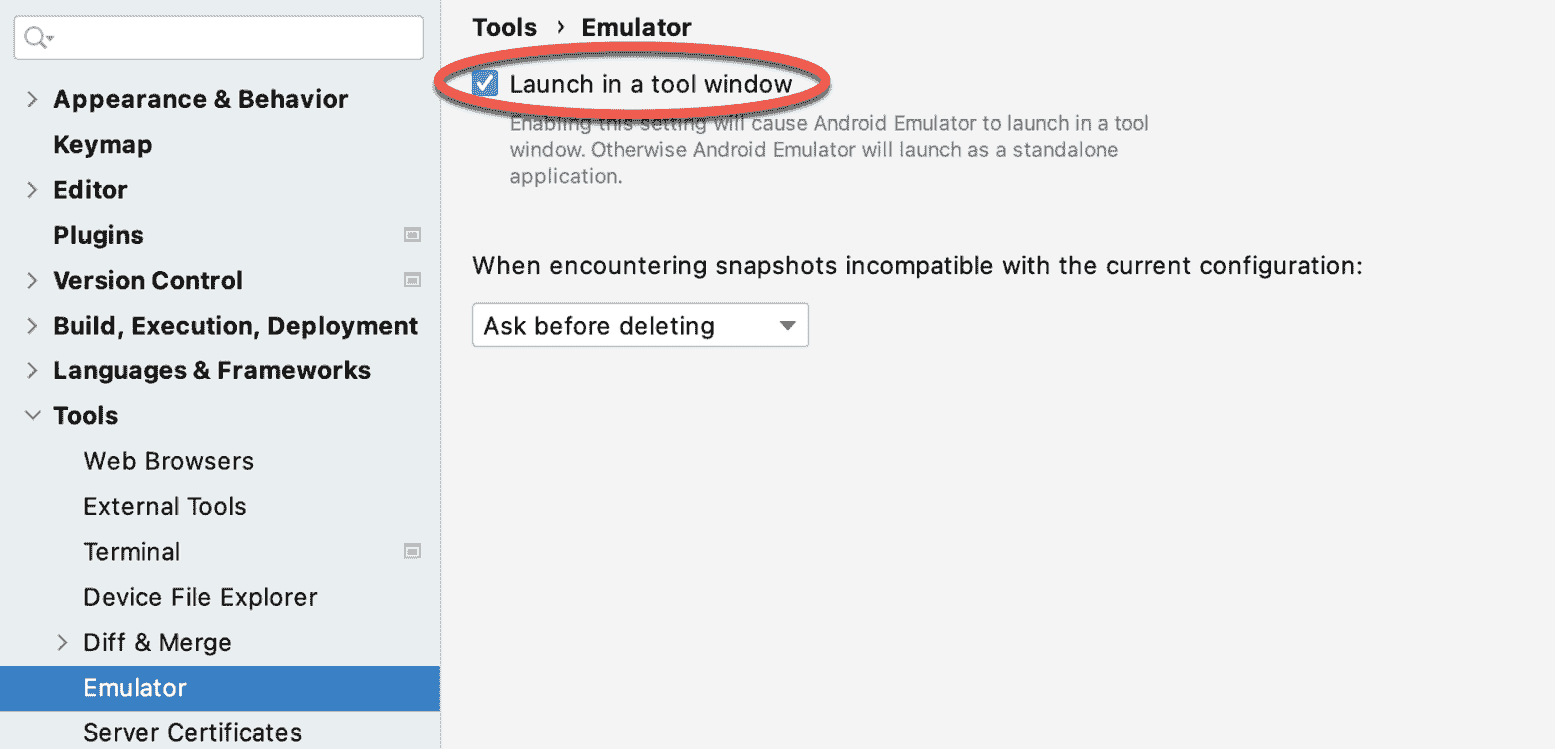 Appearance & Behavior
Keymap
Editor
Plugins
Version Control
Build, Execution, Deployment
Languages & Frameworks
Tools
Web Browsers
External Tools
Terminal
Device File Explorer
Diff & Merge
Emulator
Server Certificates
Tools › Emulator
Launch in a tool window
Enabling this setting will cause Android Emulator to launch in a tool
window. Otherwise Android Emulator will launch as a standalone
application.
When encountering snapshots incompatible with the current configuration:
Ask before deleting